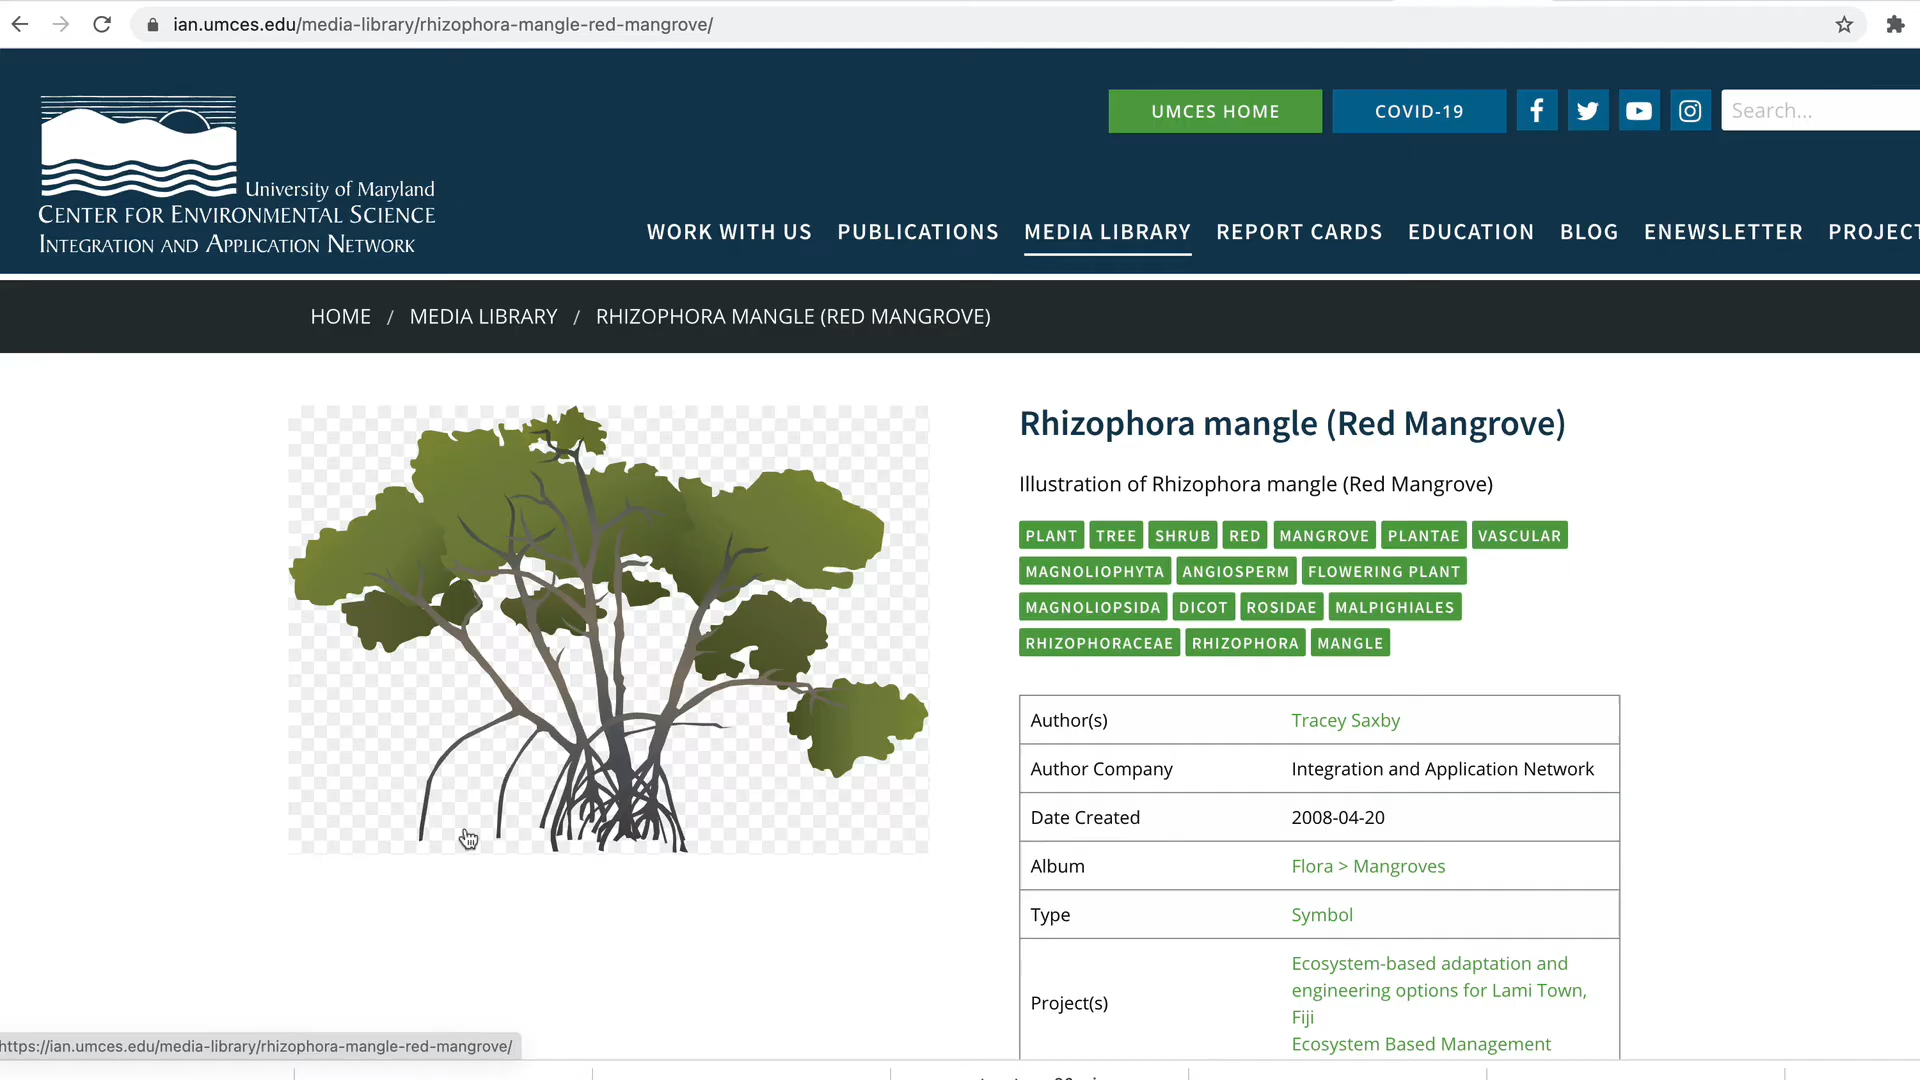 ian.umces.edu/media-library/rhizophora-mangle-red-mangrove/
UMCES HOME
COVID-19
Search...
University of Maryland
CENTER FOR ENVIRONMENTAL SCIENCE
INTEGRATION AND APPLICATION NETWORK
WORK WITH US
PUBLICATIONS
MEDIA LIBRARY
REPORT CARDS
EDUCATION
BLOG
ENEWSLETTER
PROJECT
HOME / MEDIA LIBRARY / RHIZOPHORA MANGLE (RED MANGROVE)
Rhizophora mangle (Red Mangrove)
Illustration of Rhizophora mangle (Red Mangrove)
PLANT TREE SHRUB RED MANGROVE PLANTAE VASCULAR
MAGNOLIOPHYTA ANGIOSPERM FLOWERING PLANT
MAGNOLIOPSIDA DICOT ROSIDAE MALPIGHIALES
RHIZOPHORACEAE RHIZOPHORA MANGLE
Author(s) Tracey Saxby
Author Company Integration and Application Network
Date Created 2008-04-20
Album Flora > Mangroves
Type Symbol
Project(s)
Ecosystem-based adaptation and
engineering options for Lami Town,
Fiji
Ecosystem Based Management
https://ian.umces.edu/media-library/rhizophora-mangle-red-mangrove/